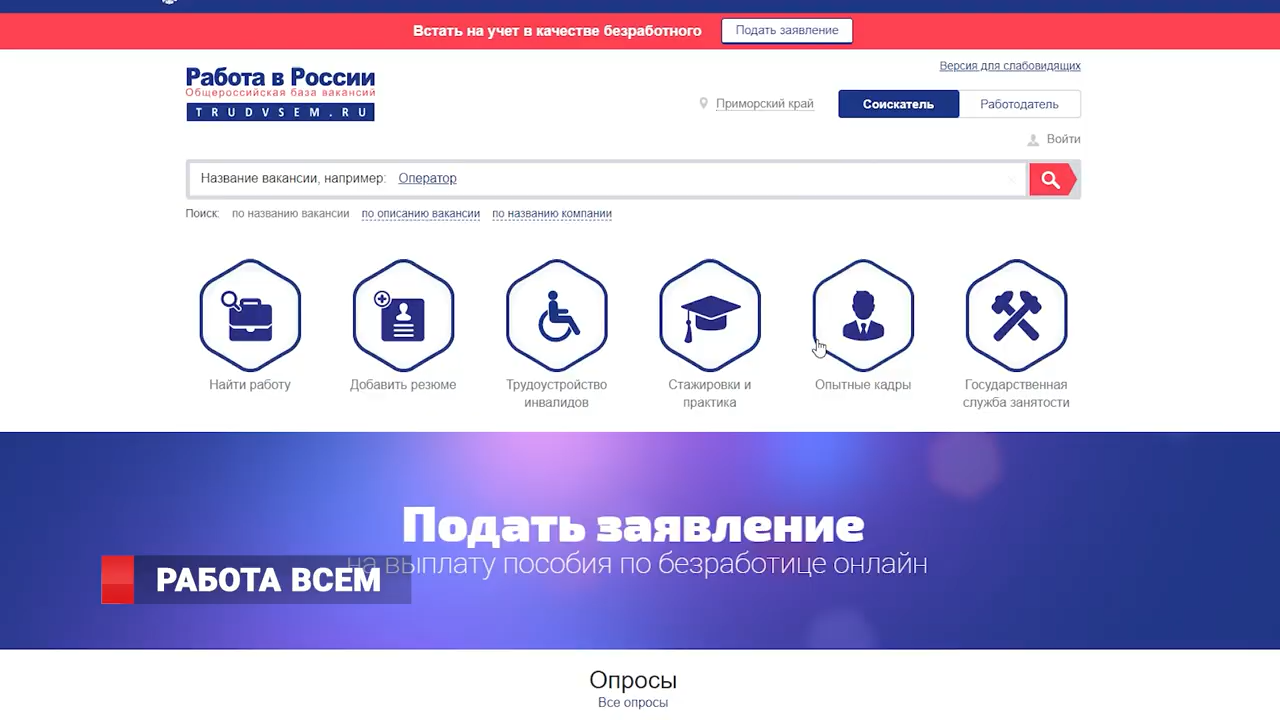 Встать на учет в качестве безработного Подать заявление
Версия для слабовидящих
Работа в России
Общероссийская база вакансий
TRUDVSEM.RU
Приморский край Соискатель Работодатель
Войти
Название вакансии, например: Оператор
Поиск: по названию вакансии по описанию вакансии по названию компании
Найти работу
Добавить резюме
Трудоустройство
инвалидов
Стажировки и
практика
Опытные кадры
Государственная
служба занятости
Подать заявление
на выплату пособия по безработице онлайн
РАБОТА ВСЕМ
Опросы
Все опросы